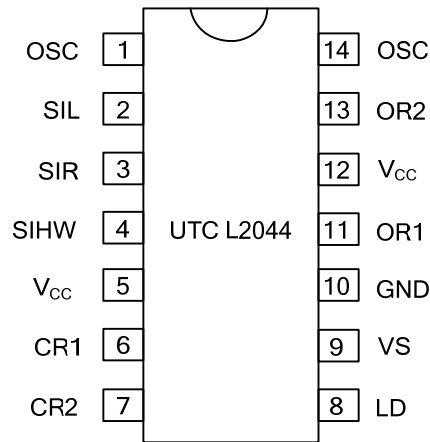 OSC 1 14 OSC
SIL 2 13 OR2
SIR 3 12 VCC
SIHW 4 UTC L2044 11 OR1
VCC 5 10 GND
CR1 6 9 VS
CR2 7 8 LD